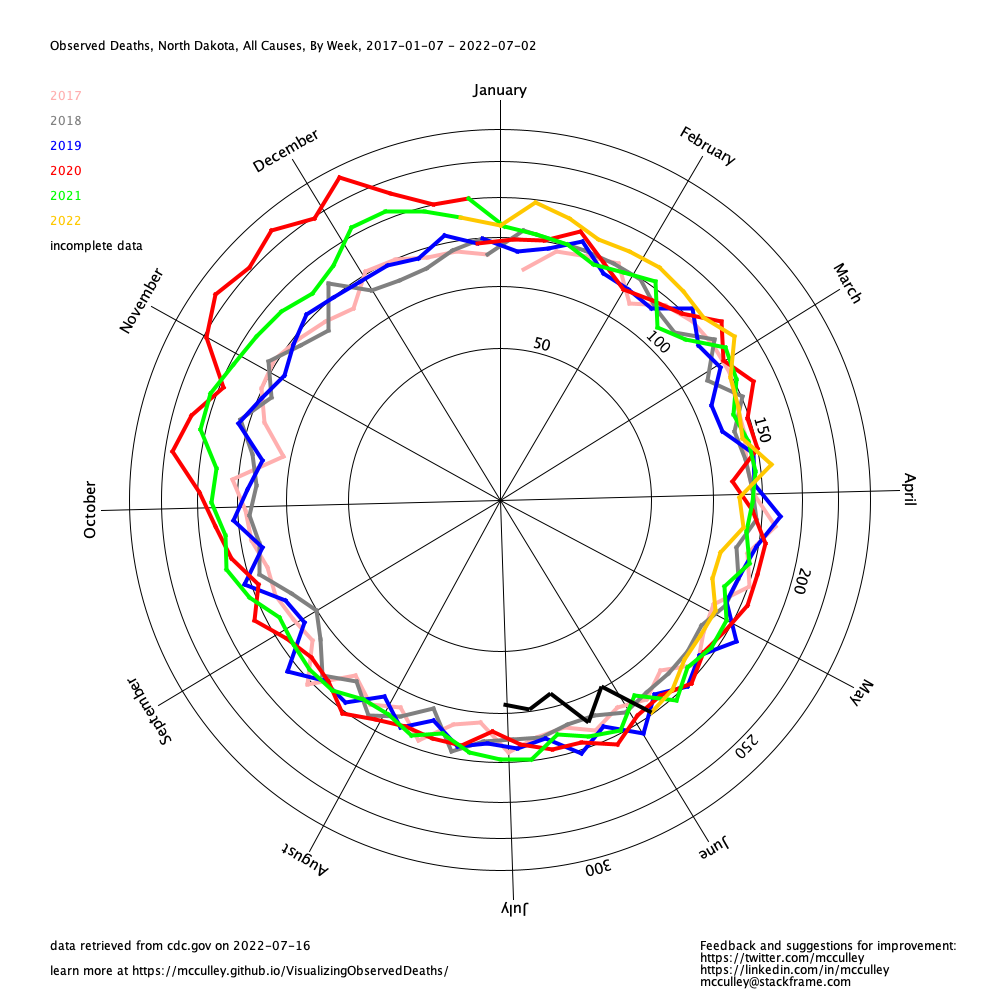 Observed Deaths, North Dakota, All Causes, By Week, 2017-01-07 - 2022-07-02
January
2017
2018
2019
2020
2021
2022
incomplete data
December
February
November
March
50
100
150
October
April
200
September
May
250
August
June
300
July
data retrieved from cdc.gov on 2022-07-16
learn more at https://mcculley.github.io/VisualizingObservedDeaths/
Feedback and suggestions for improvement:
https://twitter.com/mcculley
https://linkedin.com/in/mcculley
mcculley@stackframe.com